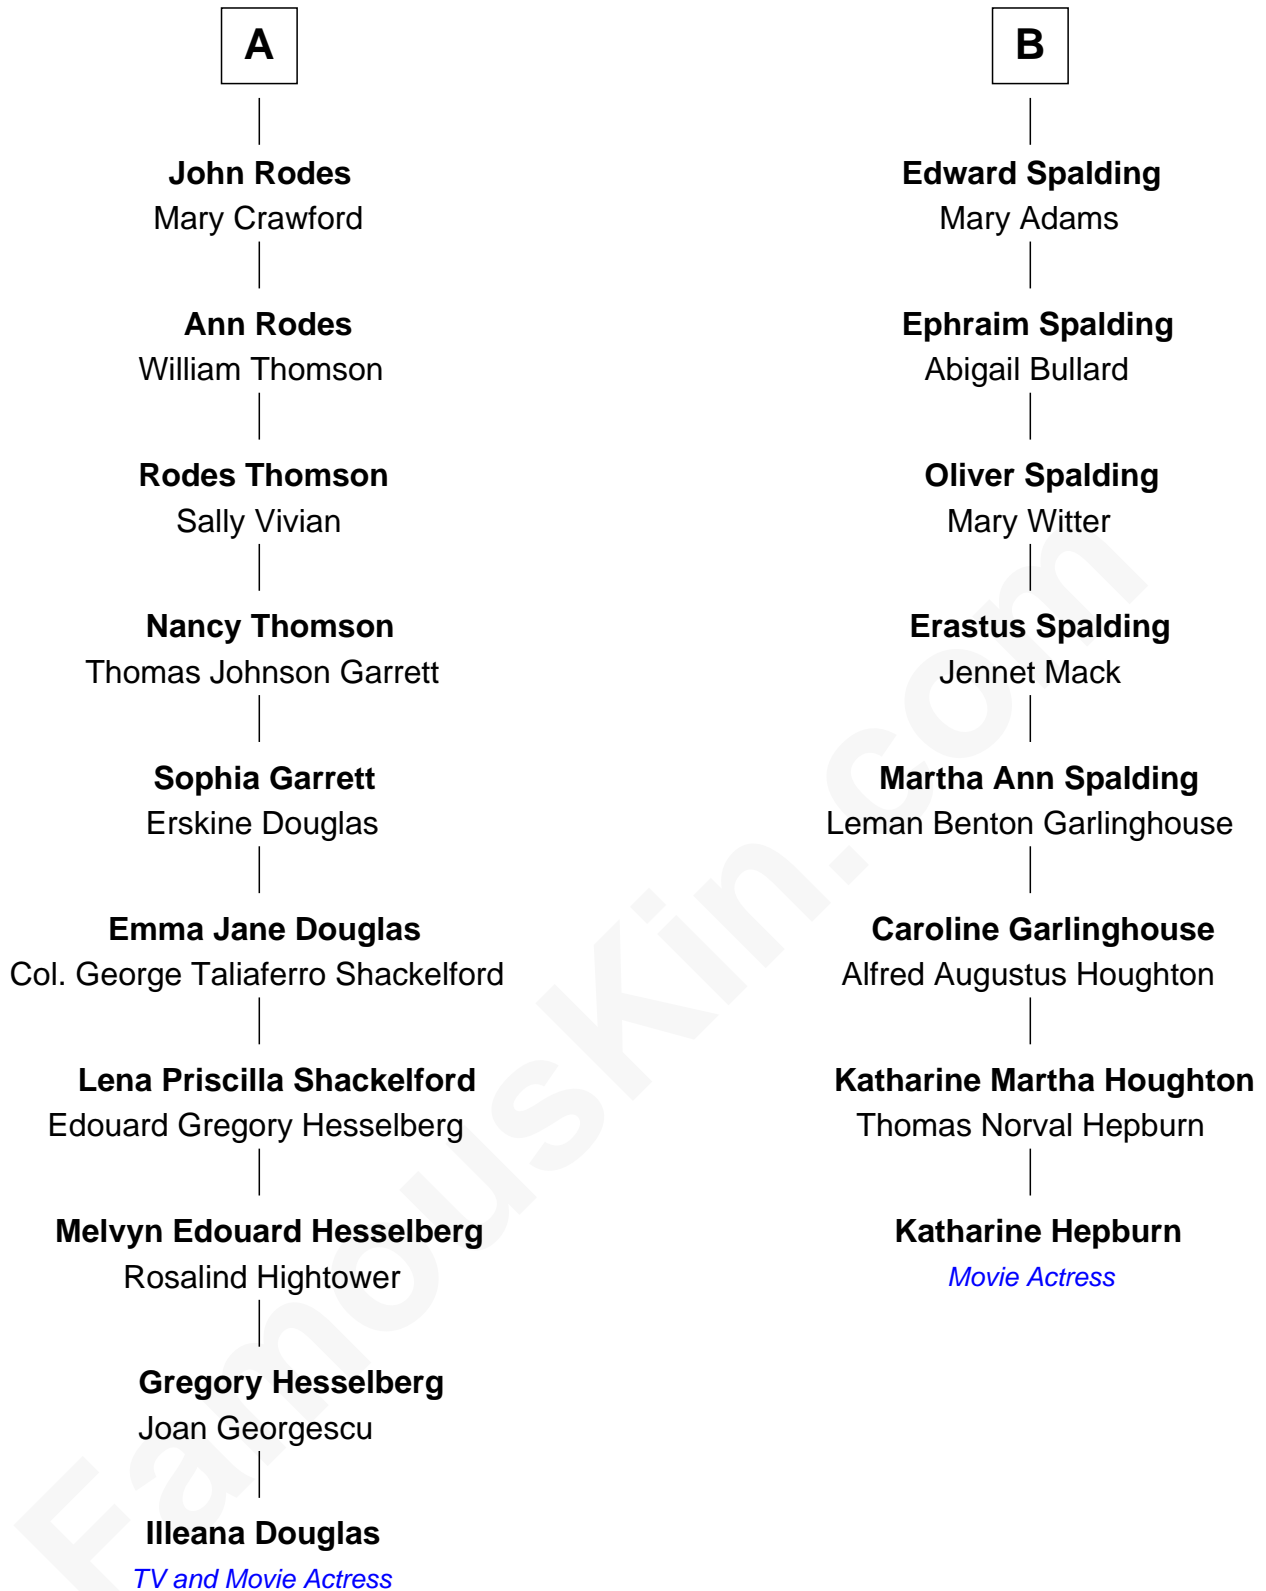 A
John Rodes
Mary Crawford
Ann Rodes
William Thomson
Rodes Thomson
Sally Vivian
Nancy Thomson
Thomas Johnson Garrett
Sophia Garrett
Erskine Douglas
Emma Jane Douglas
Col. George Taliaferro Shackelford
Lena Priscilla Shackelford
Edouard Gregory Hesselberg
Melvyn Edouard Hesselberg
Rosalind Hightower
Gregory Hesselberg
Joan Georgescu
Illeana Douglas
TV and Movie Actress
B
Edward Spalding
Mary Adams
Ephraim Spalding
Abigail Bullard
Oliver Spalding
Mary Witter
Erastus Spalding
Jennet Mack
Martha Ann Spalding
Leman Benton Garlinghouse
Caroline Garlinghouse
Alfred Augustus Houghton
Katharine Martha Houghton
Thomas Norval Hepburn
Katharine Hepburn
Movie Actress
FamousKin.com